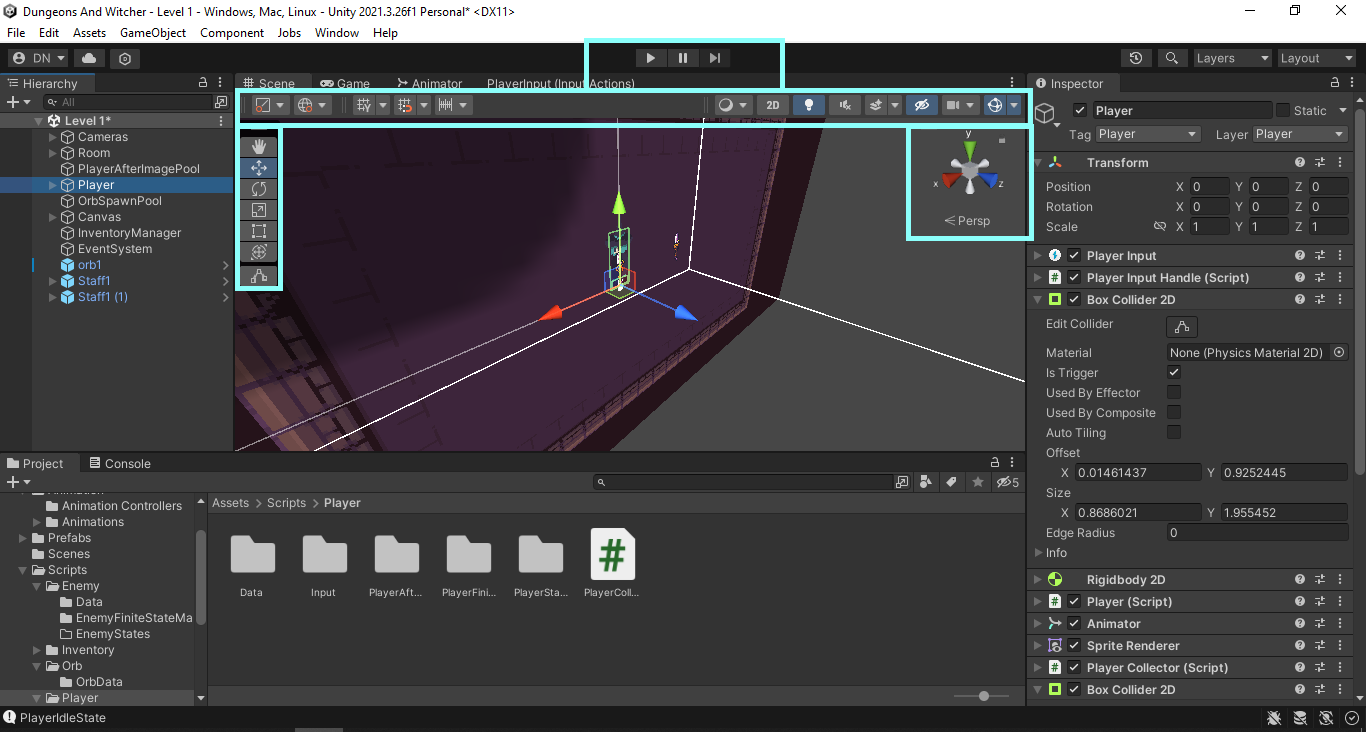 Dungeons And Witcher - Level 1 - Windows, Mac, Linux - Unity 2021.3.26f1 Personal* <DX11>
File Edit Assets GameObject Component Jobs Window Help
DN Layers Layout
Hierarchy
All
Level 1*
Cameras
Room
PlayerAfterImagePool
Player
OrbSpawnPool
Canvas
InventoryManager
EventSystem
orb1
Staff1
Staff1 (1)
Scene Game Animator PlayerInput (Input Actions)
2D
y
x z
Persp
Inspector
Player Static
Tag Player Layer Player
Transform
Position X 0 Y 0 Z 0
Rotation X 0 Y 0 Z 0
Scale X 1 Y 1 Z 1
Player Input
Player Input Handle (Script)
Box Collider 2D
Edit Collider
Material None (Physics Material 2D)
Is Trigger
Used By Effector
Used By Composite
Auto Tiling
Offset
X 0.01461437 Y 0.9252445
Size
X 0.8686021 Y 1.955452
Edge Radius 0
Info
Rigidbody 2D
Player (Script)
Animator
Sprite Renderer
Player Collector (Script)
Box Collider 2D
Project Console
5
Animation Controllers
Animations
Prefabs
Scenes
Scripts
Enemy
Data
EnemyFiniteStateMa
EnemyStates
Inventory
Orb
OrbData
Player
Assets > Scripts > Player
Data Input PlayerAft... PlayerFini... PlayerSta... PlayerColl...
PlayerIdleState